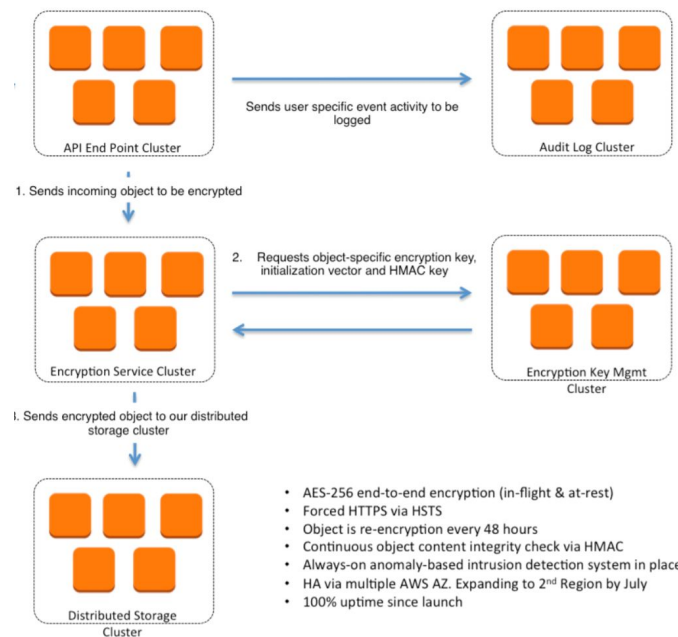 Sends user specific event activity to be
logged
API End Point Cluster
Audit Log Cluster
1. Sends incoming object to be encrypted
2. Requests object-specific encryption key,
initialization vector and HMAC key
Encryption Service Cluster
Encryption Key Mgmt
Cluster
. Sends encrypted object to our distributed
storage cluster
• AES-256 end-to-end encryption (in-flight & at-rest)
• Forced HTTPS via HSTS
• Object is re-encryption every 48 hours
• Continuous object content integrity check via HMAC
• Always-on anomaly-based intrusion detection system in place
• HA via multiple AWS AZ. Expanding to 2nd Region by July
• 100% uptime since launch
Distributed Storage
Cluster